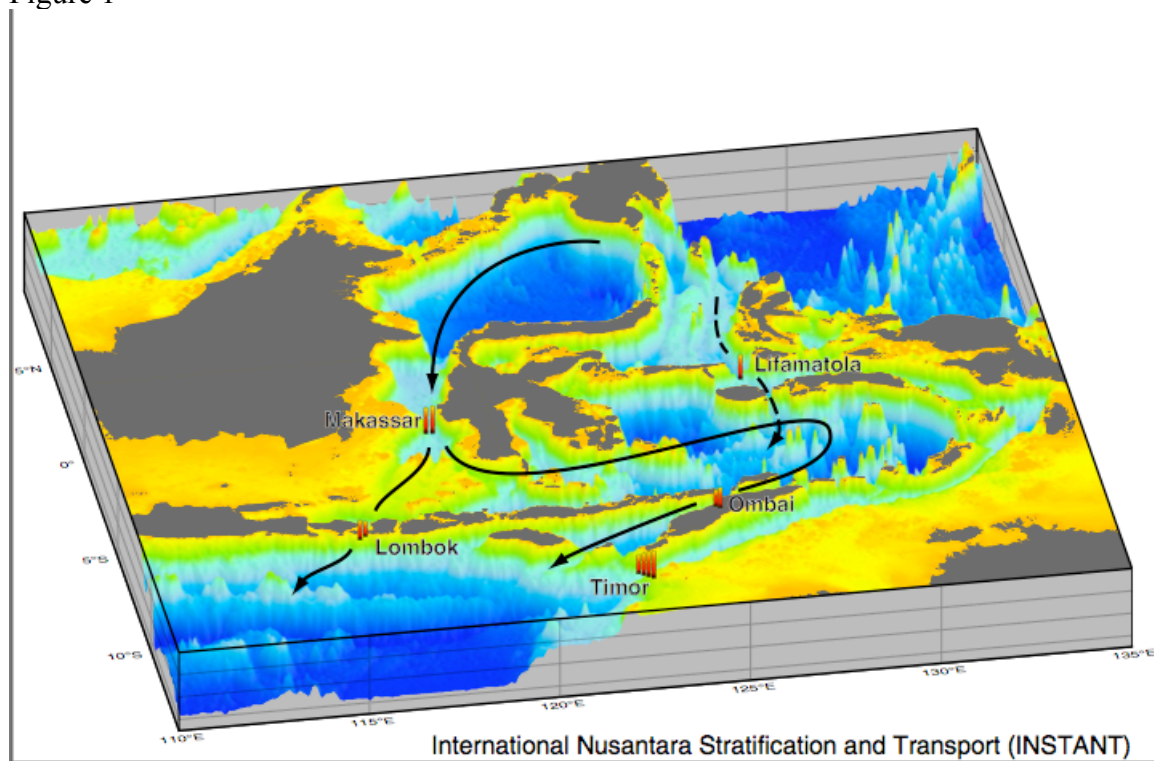 Figure 1
Lifamatola
Makassar
Ombai
Lombok
Timor
5°N
0°
5°S
10°S
110°E
115°E
120°E
125°E
130°E
135°E
International Nusantara Stratification and Transport (INSTANT)